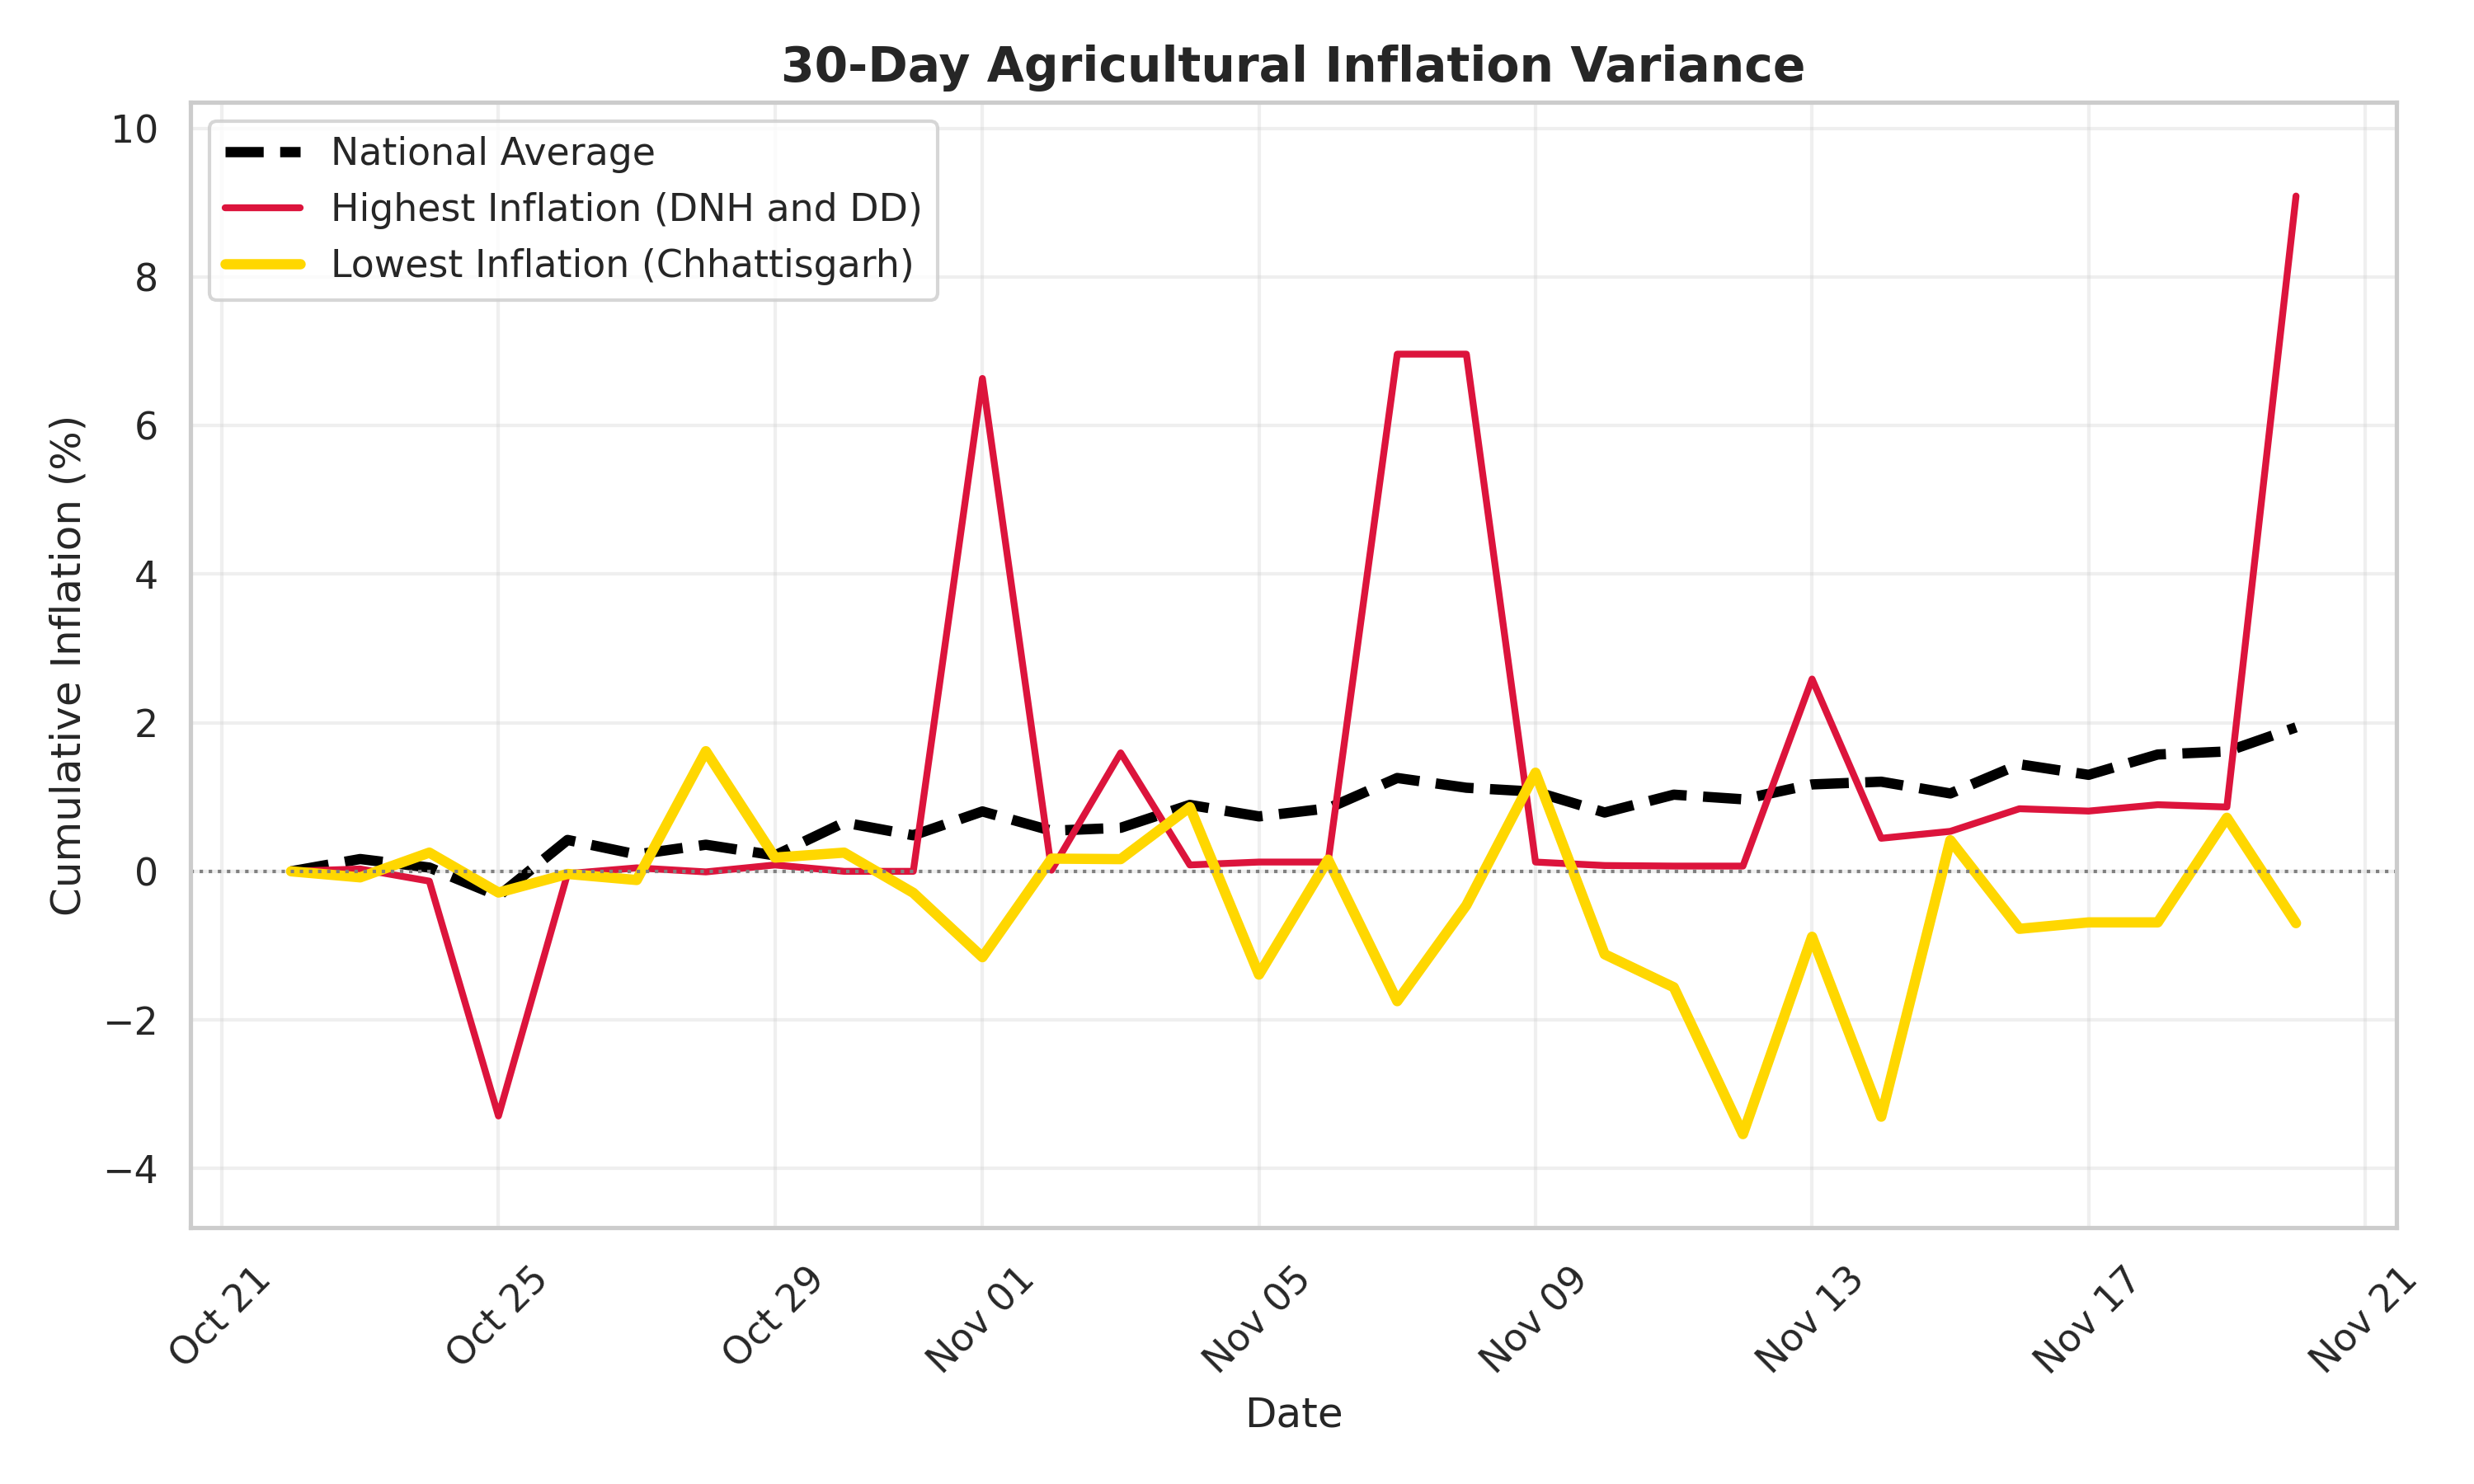 30-Day Agricultural Inflation Variance
National Average
Highest Inflation (DNH and DD)
Lowest Inflation (Chhattisgarh)
Cumulative Inflation (%)
10
8
6
4
2
0
−2
−4
Oct 21
Oct 25
Oct 29
Nov 01
Nov 05
Nov 09
Nov 13
Nov 17
Nov 21
Date